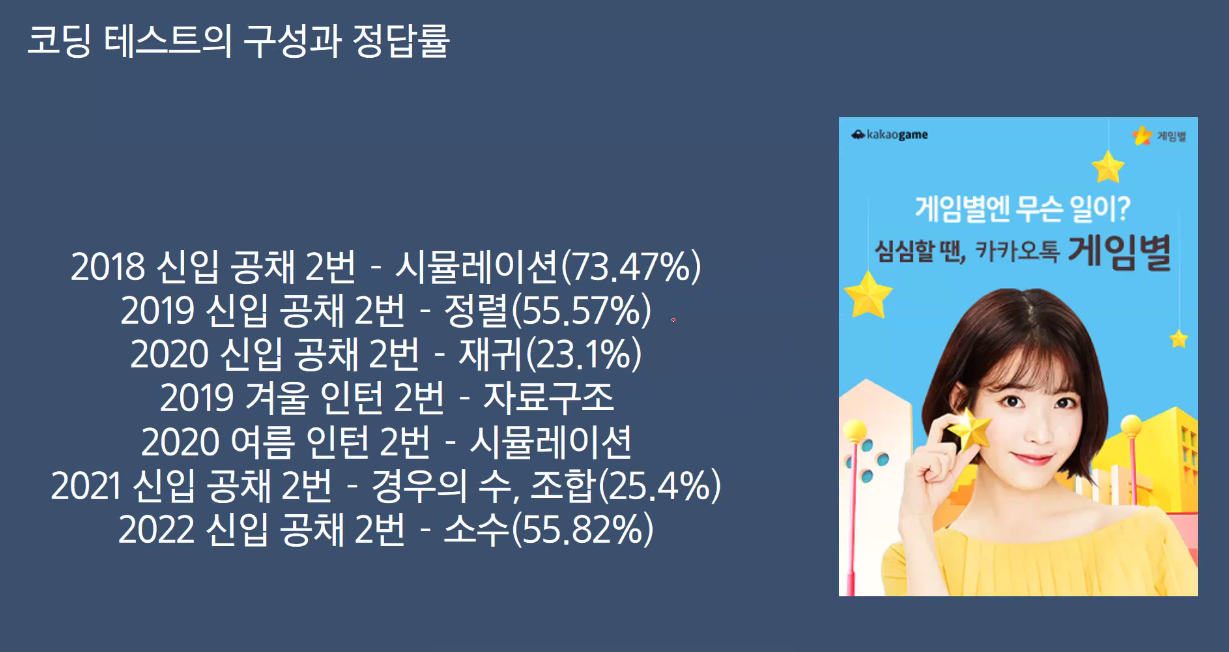 코딩 테스트의 구성과 정답률
kakaogame
게임별
게임별엔 무슨 일이?
심심할 땐, 카카오톡 게임별
2018 신입 공채 2번 - 시뮬레이션(73.47%)
2019 신입 공채 2번 - 정렬(55.57%)
2020 신입 공채 2번 - 재귀(23.1%)
2019 겨울 인턴 2번 - 자료구조
2020 여름 인턴 2번 - 시뮬레이션
2021 신입 공채 2번 - 경우의 수, 조합(25.4%)
2022 신입 공채 2번 - 소수(55.82%)